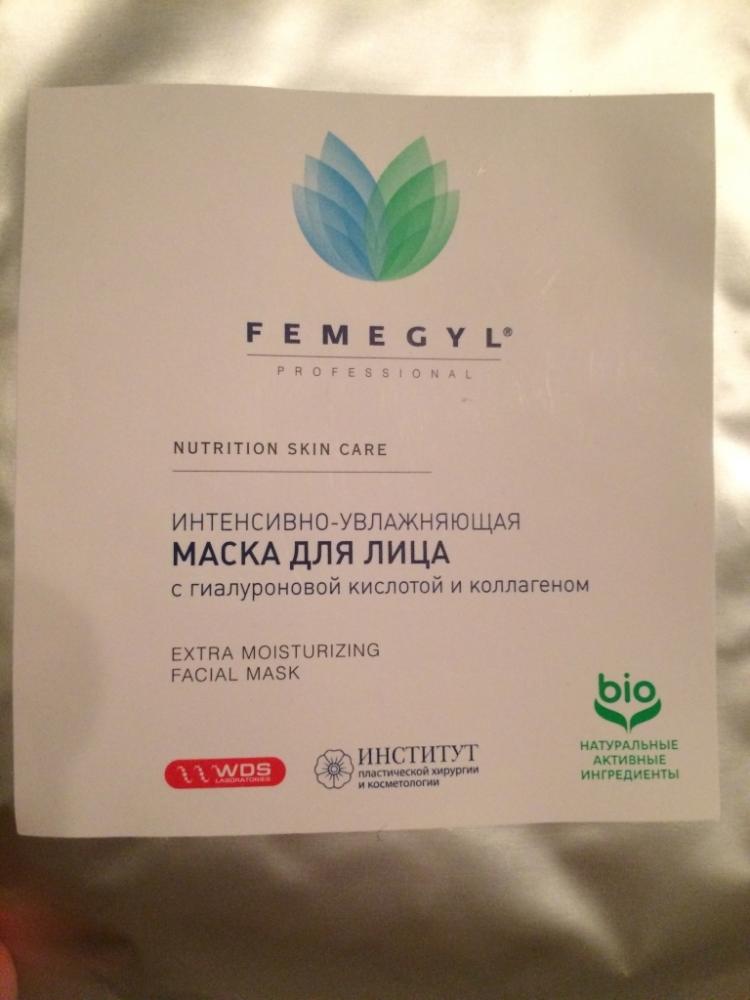 FEMEGYL®
PROFESSIONAL
NUTRITION SKIN CARE
ИНТЕНСИВНО-УВЛАЖНЯЮЩАЯ
МАСКА ДЛЯ ЛИЦА
с гиалуроновой кислотой и коллагеном
EXTRA MOISTURIZING
FACIAL MASK
WDS
LABORATORIES
ИНСТИТУТ
пластической хирургии
и косметологии
bio
НАТУРАЛЬНЫЕ
АКТИВНЫЕ
ИНГРЕДИЕНТЫ